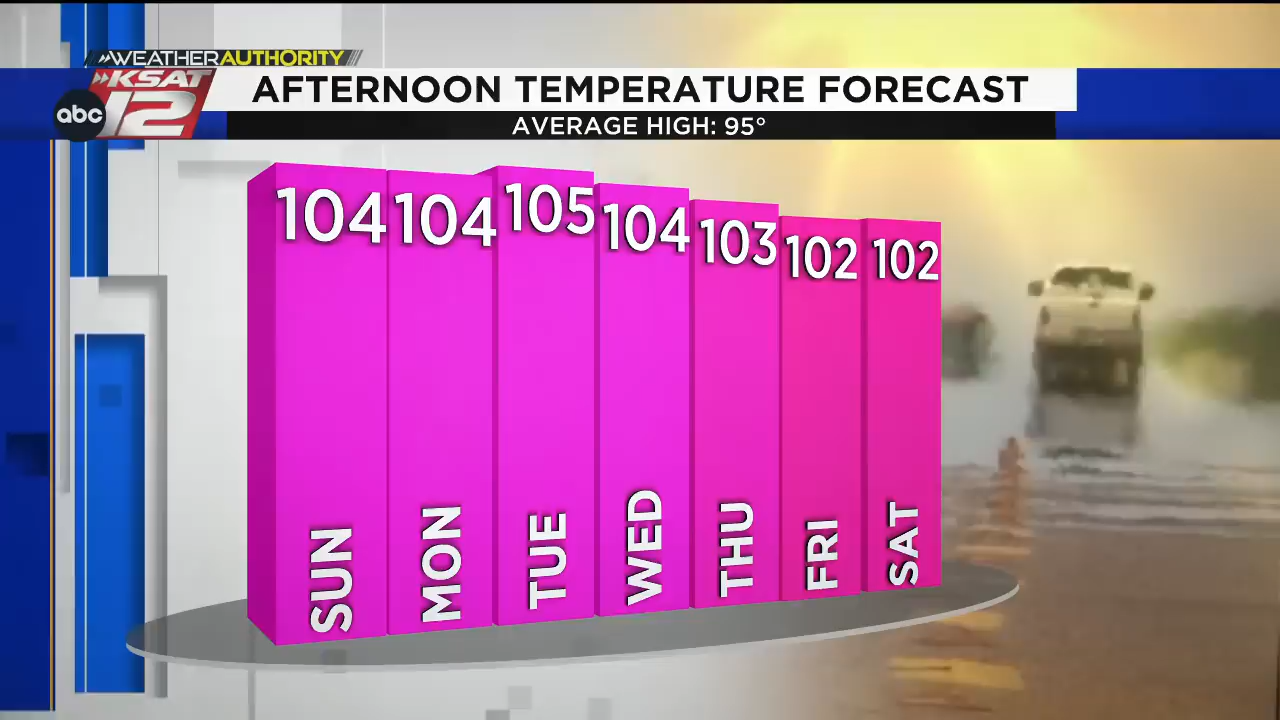 WEATHERAUTHORITY
KSAT
abc 12
AFTERNOON TEMPERATURE FORECAST
AVERAGE HIGH: 95°
104 104 105 104 103 102 102
SUN MON TUE WED THU FRI SAT